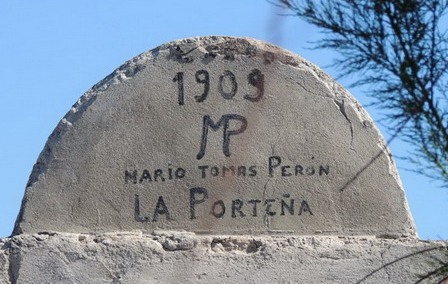 1909
MP
MARIO TOMAS PERÓN
LA PORTEÑA